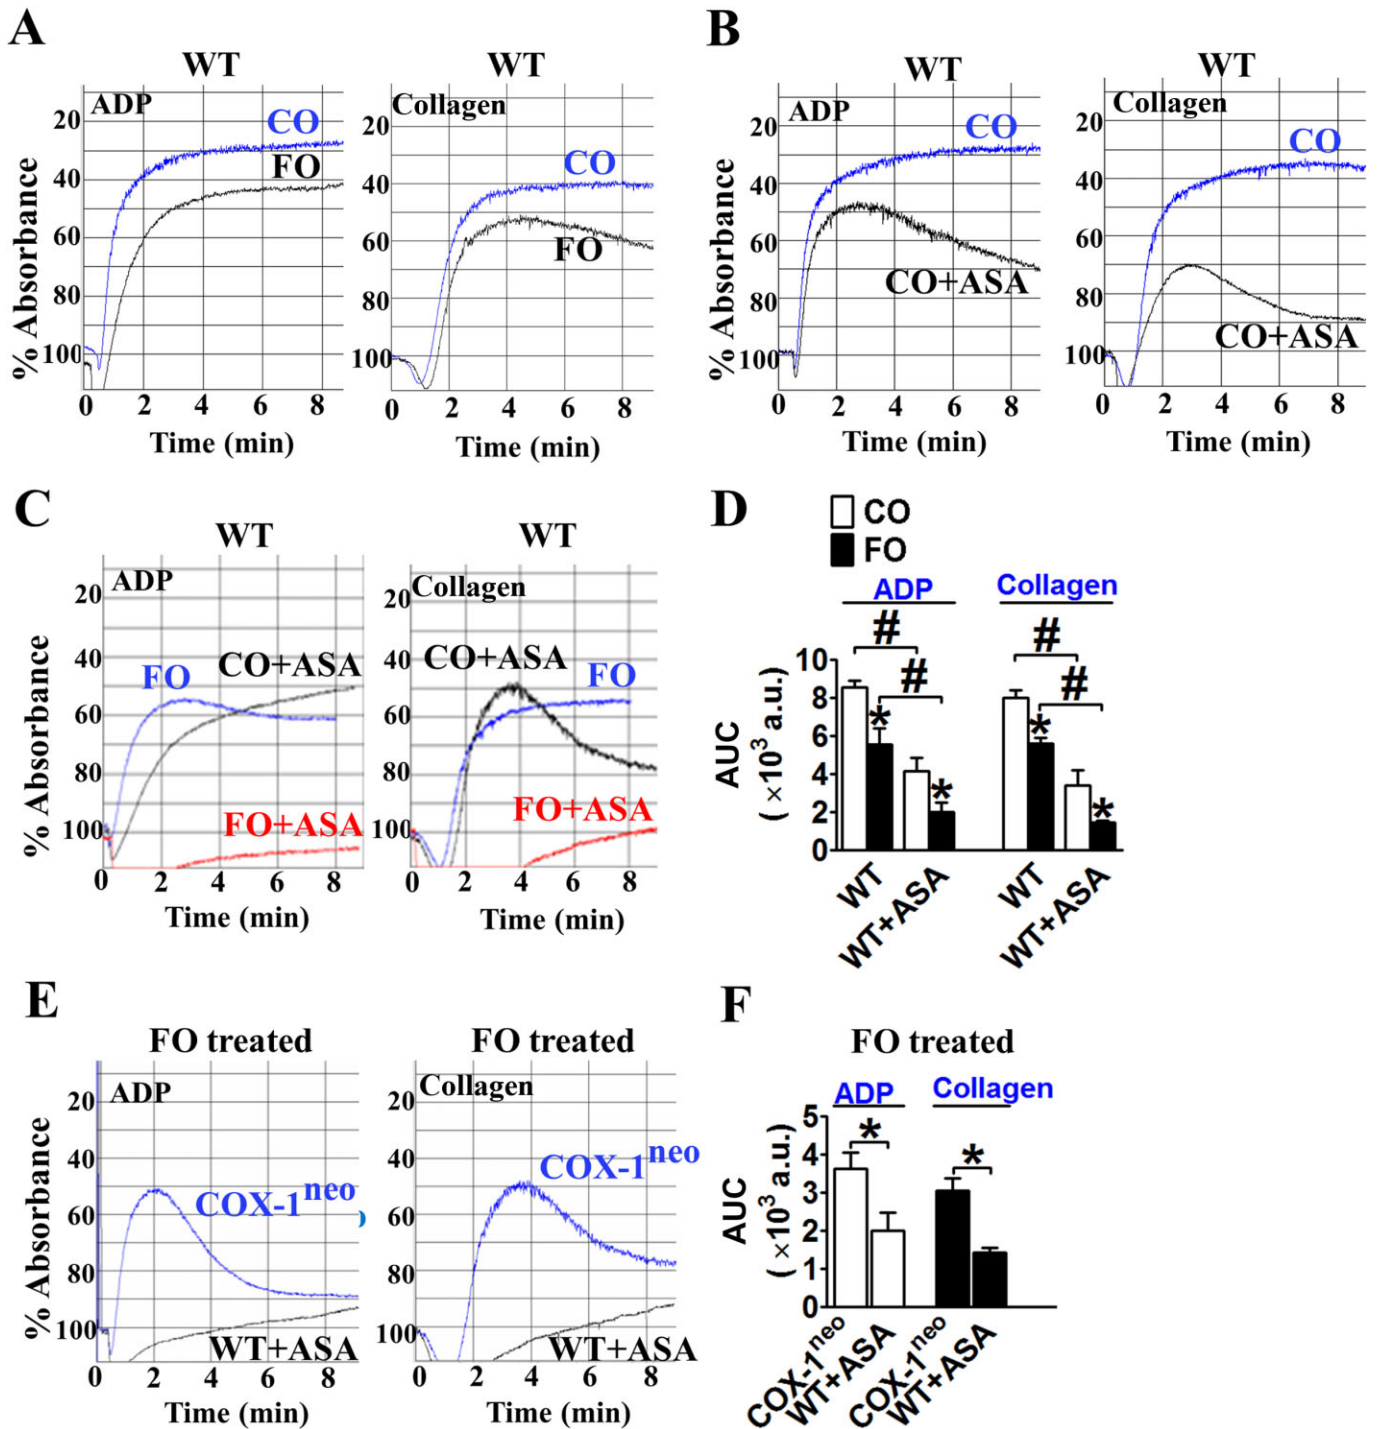 A
WT
WT
ADP
Collagen
CO
FO
CO
FO
20
40
60
80
100
20
40
60
80
100
% Absorbance
0 2 4 6 8
0 2 4 6 8
Time (min)
Time (min)
B
WT
WT
ADP
Collagen
CO
CO+ASA
CO
CO+ASA
20
40
60
80
100
20
40
60
80
100
% Absorbance
0 2 4 6 8
0 2 4 6 8
Time (min)
Time (min)
C
WT
WT
ADP
Collagen
FO
CO+ASA
FO+ASA
CO+ASA
FO
FO+ASA
20
40
60
80
100
20
40
60
80
100
% Absorbance
0 2 4 6 8
0 2 4 6 8
Time (min)
Time (min)
D
CO
FO
ADP
Collagen
# # # #
* * * *
10
8
6
4
2
0
AUC
( ×10³ a.u.)
WT
WT+ASA
WT
WT+ASA
E
FO treated
FO treated
ADP
Collagen
COX-1neo
WT+ASA
COX-1neo
WT+ASA
20
40
60
80
100
20
40
60
80
100
% Absorbance
0 2 4 6 8
0 2 4 6 8
Time (min)
Time (min)
F
FO treated
ADP
Collagen
* *
5
4
3
2
1
0
AUC
( ×10³ a.u.)
COX-1neo
WT+ASA
COX-1neo
WT+ASA